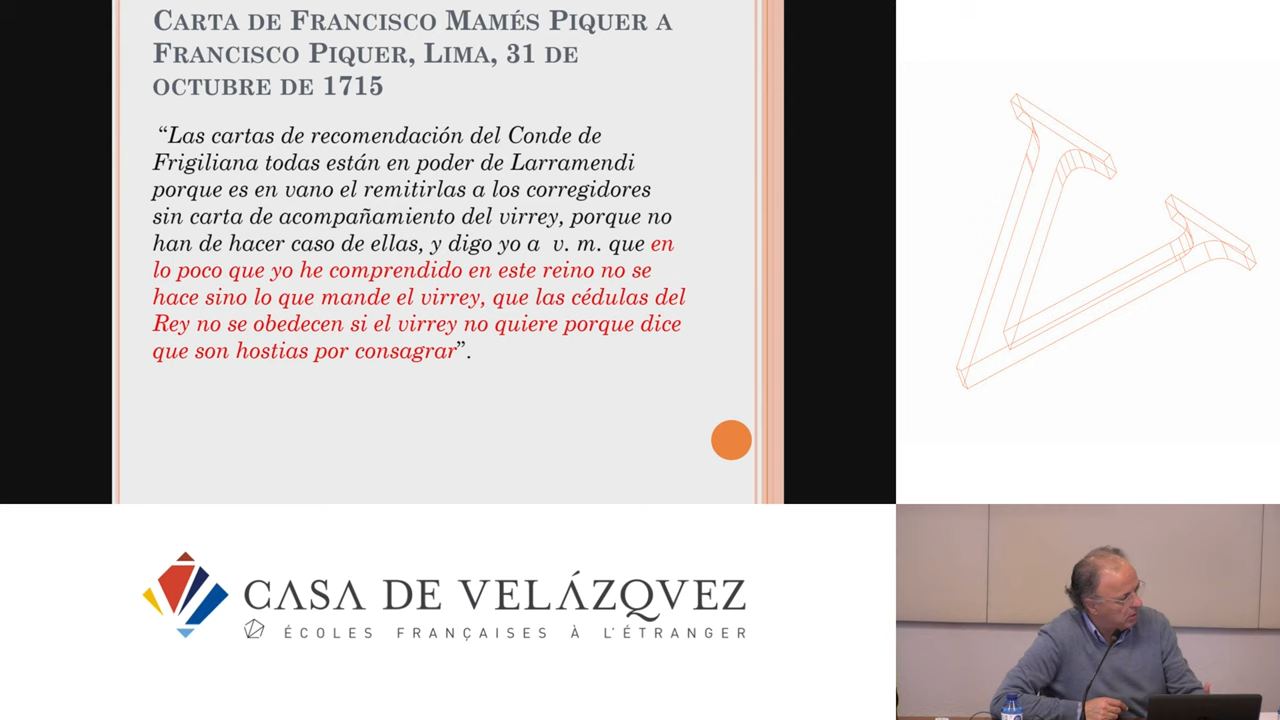 CARTA DE FRANCISCO MAMÉS PIQUER A
FRANCISCO PIQUER, LIMA, 31 DE
OCTUBRE DE 1715
“Las cartas de recomendación del Conde de
Frigiliana todas están en poder de Larramendi
porque es en vano el remitirlas a los corregidores
sin carta de acompañamiento del virrey, porque no
han de hacer caso de ellas, y digo yo a v. m. que en
lo poco que yo he comprendido en este reino no se
hace sino lo que mande el virrey, que las cédulas del
Rey no se obedecen si el virrey no quiere porque dice
que son hostias por consagrar”.
CASA DE VELÁZQVEZ
ÉCOLES FRANÇAISES À L'ÉTRANGER